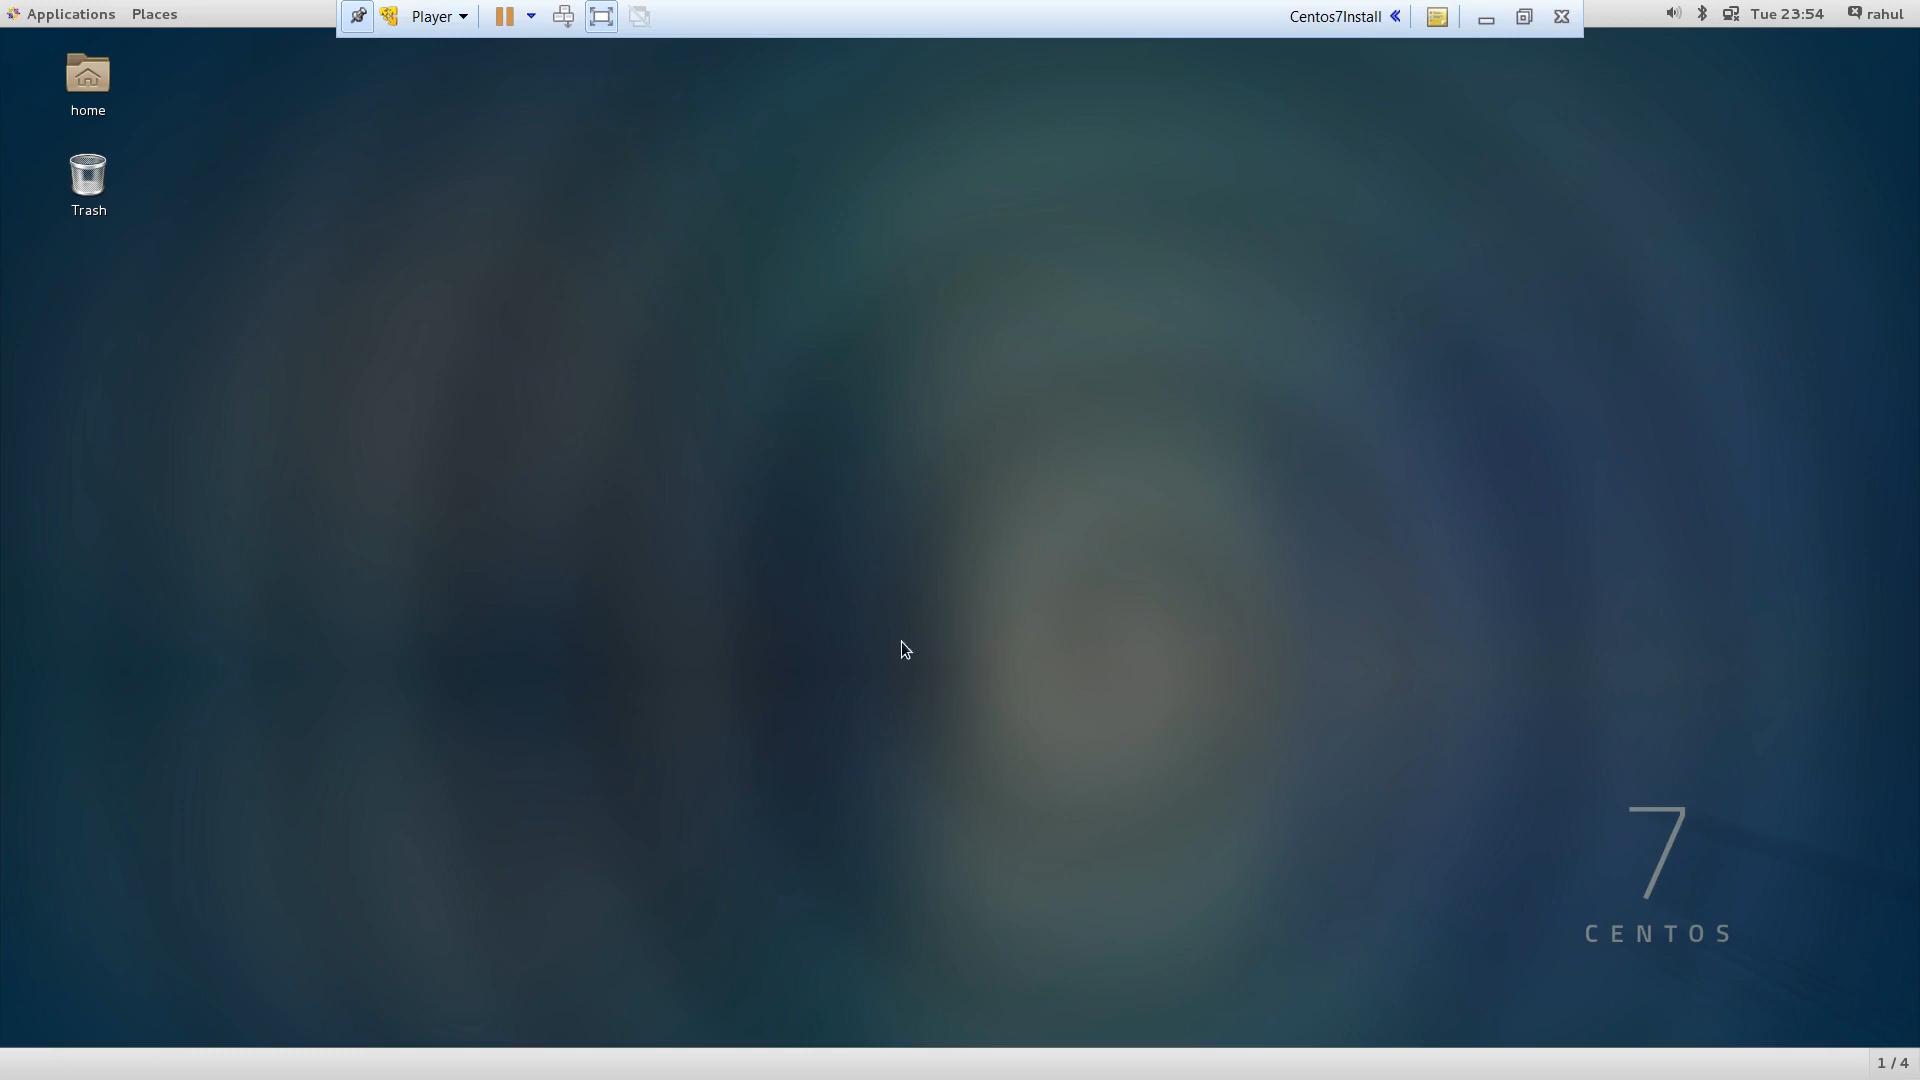 Applications Places Player Centos7Install Tue 23:54 rahul
home
Trash
7
CENTOS
1 / 4